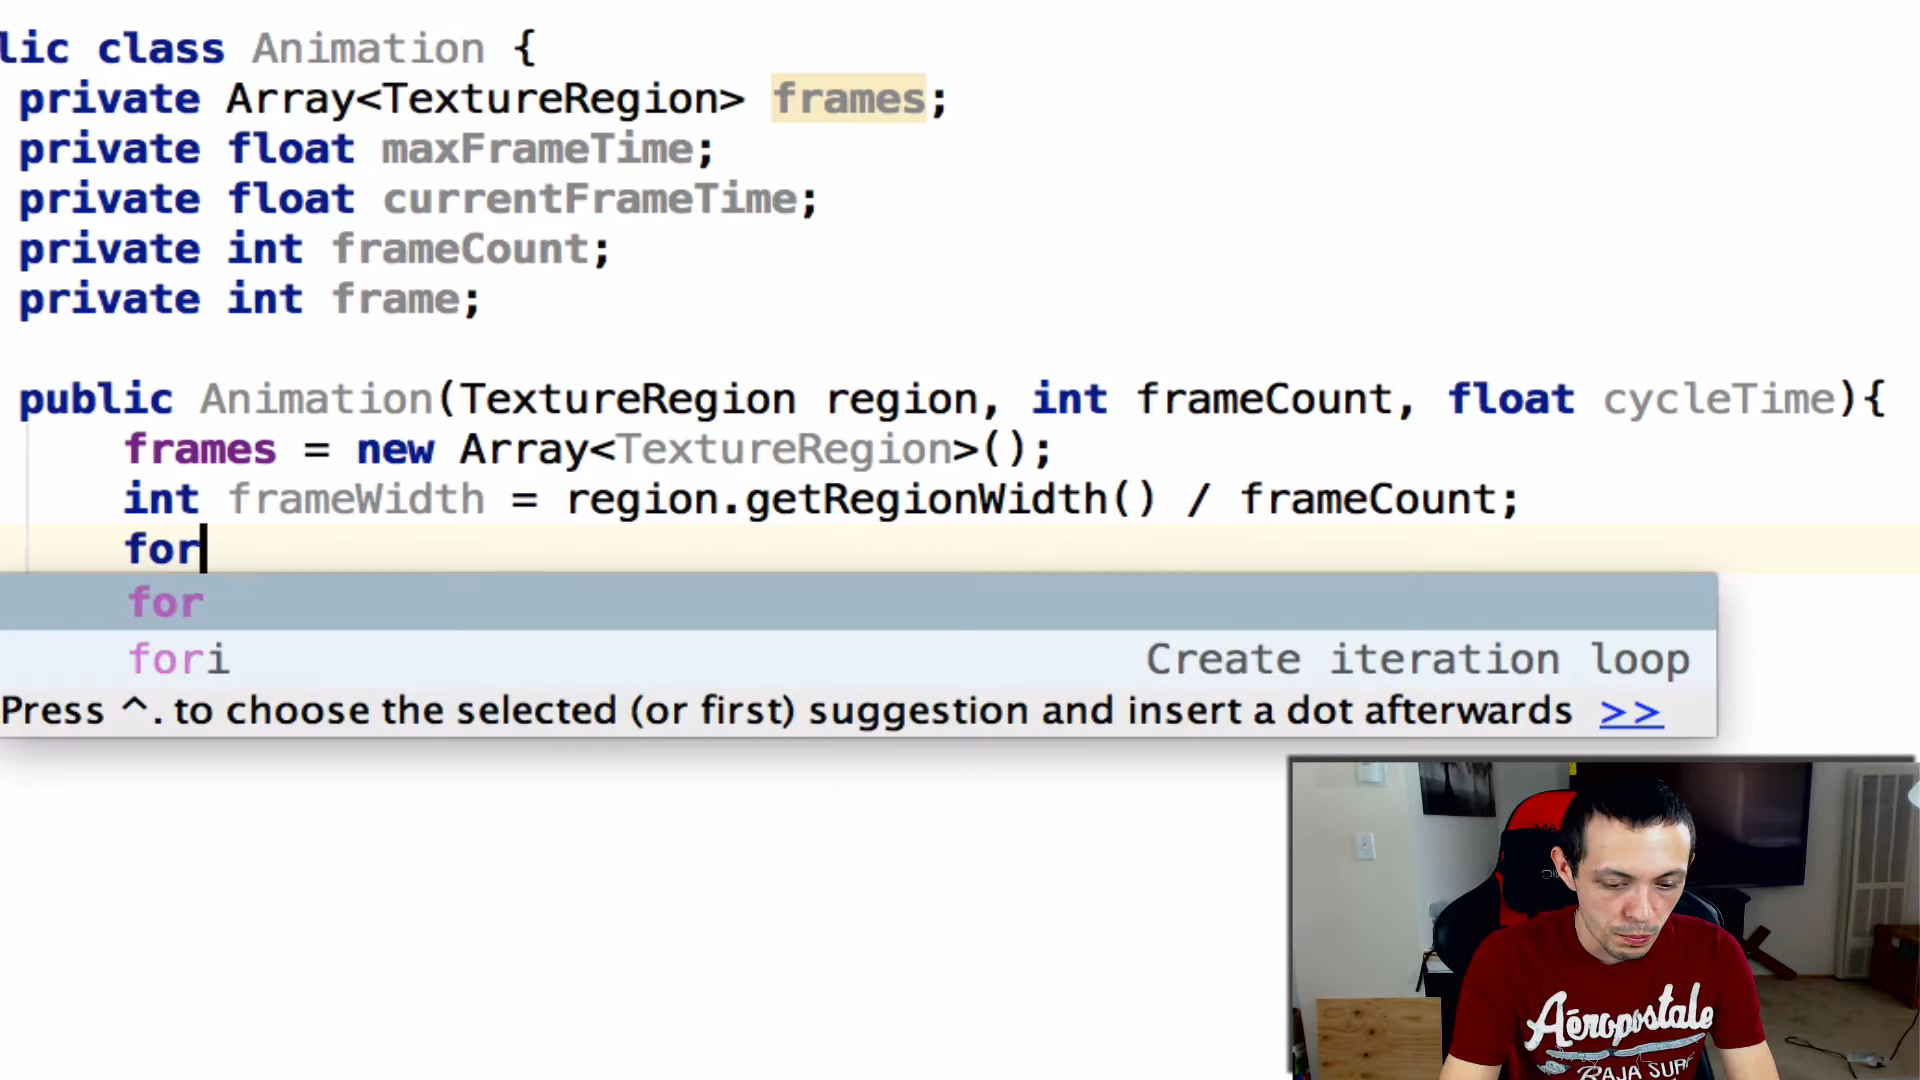 lic class Animation {
private Array<TextureRegion> frames;
private float maxFrameTime;
private float currentFrameTime;
private int frameCount;
private int frame;
public Animation(TextureRegion region, int frameCount, float cycleTime){
frames = new Array<TextureRegion>();
int frameWidth = region.getRegionWidth() / frameCount;
for
for
fori Create iteration loop
Press ^. to choose the selected (or first) suggestion and insert a dot afterwards >>
Aéropostale
RAJA SURF